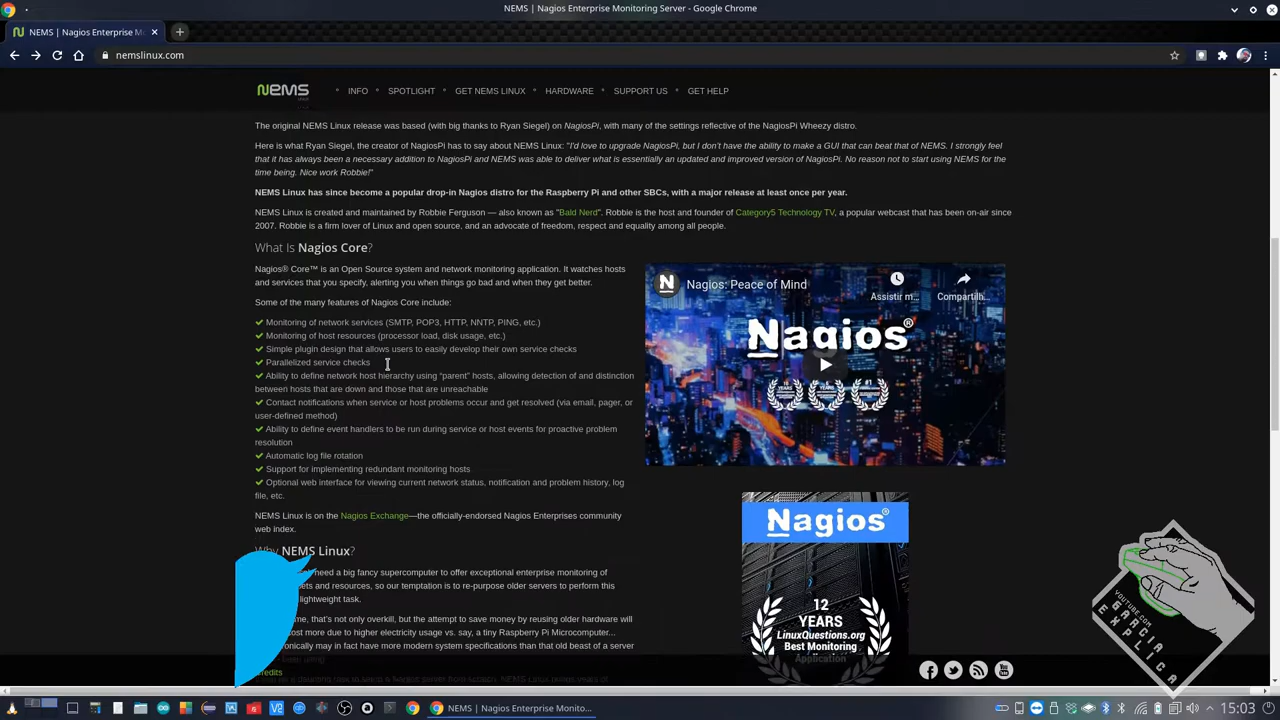 NEMS | Nagios Enterprise Monitoring Server - Google Chrome
NEMS | Nagios Enterprise Mo
nemslinux.com
NEMS
LINUX
INFO
SPOTLIGHT
GET NEMS LINUX
HARDWARE
SUPPORT US
GET HELP
The original NEMS Linux release was based (with big thanks to Ryan Siegel) on NagiosPi, with many of the settings reflective of the NagiosPi Wheezy distro.
Here is what Ryan Siegel, the creator of NagiosPi has to say about NEMS Linux: "I'd love to upgrade NagiosPi, but I don't have the ability to make a GUI that can beat that of NEMS. I strongly feel
that it has always been a necessary addition to NagiosPi and NEMS was able to deliver what is essentially an updated and improved version of NagiosPi. No reason not to start using NEMS for the
time being. Nice work Robbie!"
NEMS Linux has since become a popular drop-in Nagios distro for the Raspberry Pi and other SBCs, with a major release at least once per year.
NEMS Linux is created and maintained by Robbie Ferguson — also known as "Bald Nerd". Robbie is the host and founder of Category5 Technology TV, a popular webcast that has been on-air since
2007. Robbie is a firm lover of Linux and open source, and an advocate of freedom, respect and equality among all people.
What Is Nagios Core?
Nagios® Core™ is an Open Source system and network monitoring application. It watches hosts
and services that you specify, alerting you when things go bad and when they get better.
Some of the many features of Nagios Core include:
Monitoring of network services (SMTP, POP3, HTTP, NNTP, PING, etc.)
Monitoring of host resources (processor load, disk usage, etc.)
Simple plugin design that allows users to easily develop their own service checks
Parallelized service checks
Ability to define network host hierarchy using “parent” hosts, allowing detection of and distinction
between hosts that are down and those that are unreachable
Contact notifications when service or host problems occur and get resolved (via email, pager, or
user-defined method)
Ability to define event handlers to be run during service or host events for proactive problem
resolution
Automatic log file rotation
Support for implementing redundant monitoring hosts
Optional web interface for viewing current network status, notification and problem history, log
file, etc.
NEMS Linux is on the Nagios Exchange—the officially-endorsed Nagios Enterprises community
web index.
Why NEMS Linux?
need a big fancy supercomputer to offer exceptional enterprise monitoring of
ets and resources, so our temptation is to re-purpose older servers to perform this
lightweight task.
me, that's not only overkill, but the attempt to save money by reusing older hardware will
cost more due to higher electricity usage vs. say, a tiny Raspberry Pi Microcomputer...
ronically may in fact have more modern system specifications than that old beast of a server
redits
N
Nagios: Peace of Mind
Assistir m...
Compartilh...
Nagios®
Nagios®
12
YEARS
LinuxQuestions.org
Best Monitoring
Application
YOUTUBE.COM/
EGARCIA
EXPLICA
NEMS | Nagios Enterprise Monito...
15:03